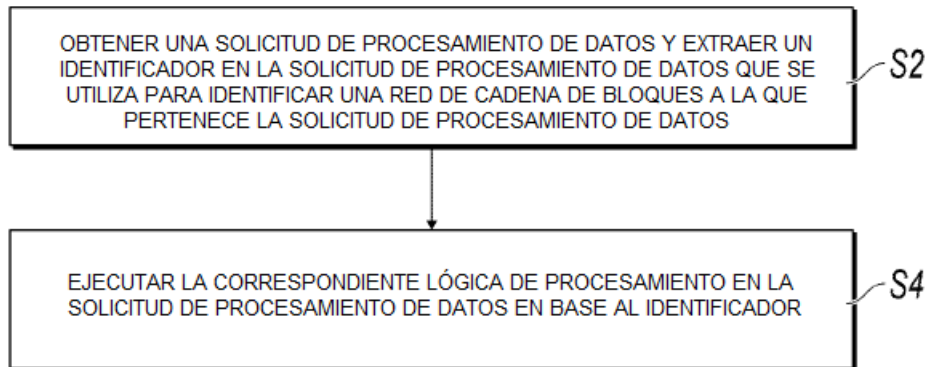 OBTENER UNA SOLICITUD DE PROCESAMIENTO DE DATOS Y EXTRAER UN
IDENTIFICADOR EN LA SOLICITUD DE PROCESAMIENTO DE DATOS QUE SE
UTILIZA PARA IDENTIFICAR UNA RED DE CADENA DE BLOQUES A LA QUE
PERTENECE LA SOLICITUD DE PROCESAMIENTO DE DATOS
S2
EJECUTAR LA CORRESPONDIENTE LÓGICA DE PROCESAMIENTO EN LA
SOLICITUD DE PROCESAMIENTO DE DATOS EN BASE AL IDENTIFICADOR
S4